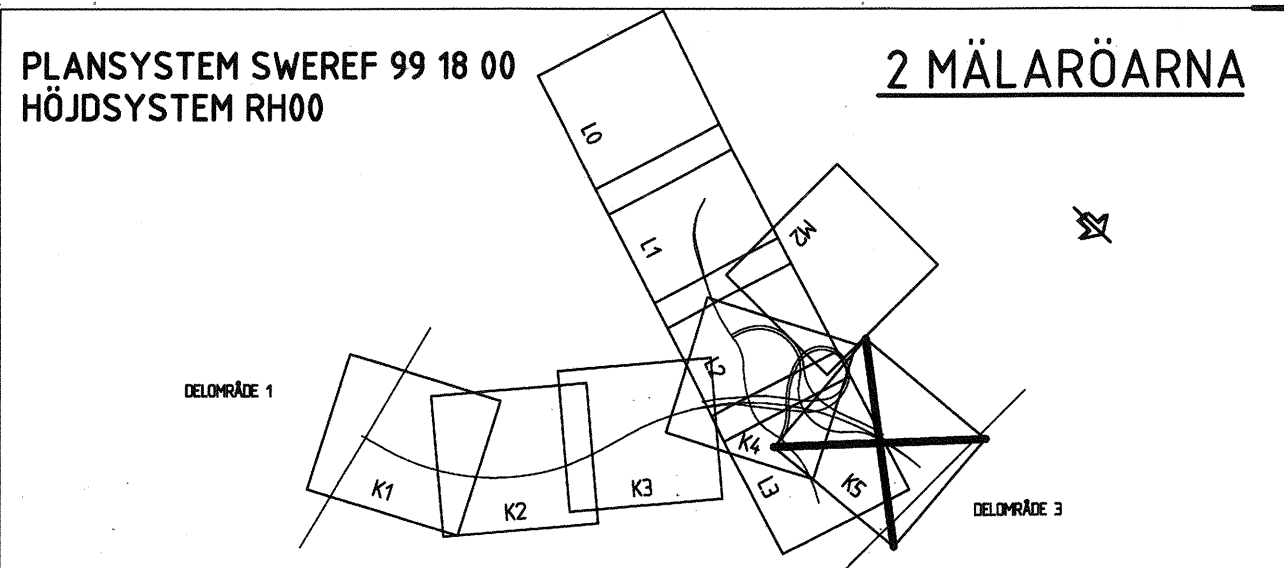 PLANSYSTEM SWEREF 99 18 00
HÖJDSYSTEM RH00
2 MÄLARÖARNA
L0
L1
M2
DELOMRÅDE 1
L2
K4
K1
K2
K3
L3
K5
DELOMRÅDE 3